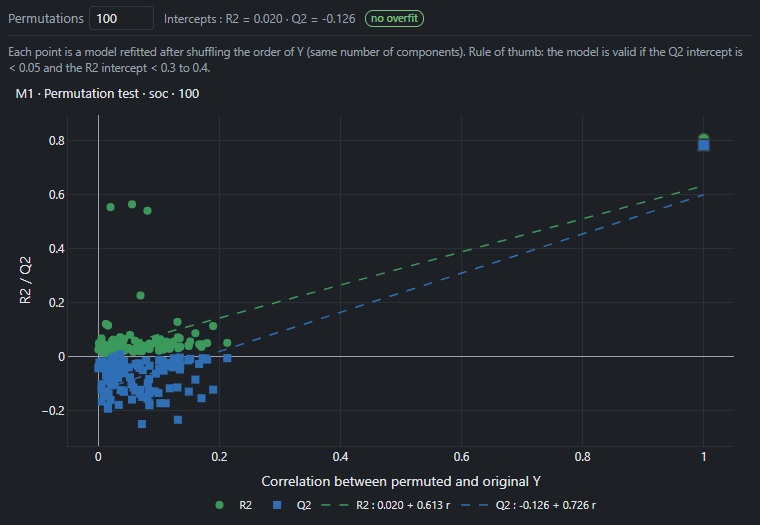 Permutations 100 Intercepts : R2 = 0.020 · Q2 = -0.126 no overfit
Each point is a model refitted after shuffling the order of Y (same number of components). Rule of thumb: the model is valid if the Q2 intercept is
< 0.05 and the R2 intercept < 0.3 to 0.4.
M1 · Permutation test · soc · 100
0.8
0.6
0.4
0.2
0
−0.2
R2 / Q2
0 0.2 0.4 0.6 0.8 1
Correlation between permuted and original Y
R2 Q2 R2 : 0.020 + 0.613 r Q2 : -0.126 + 0.726 r